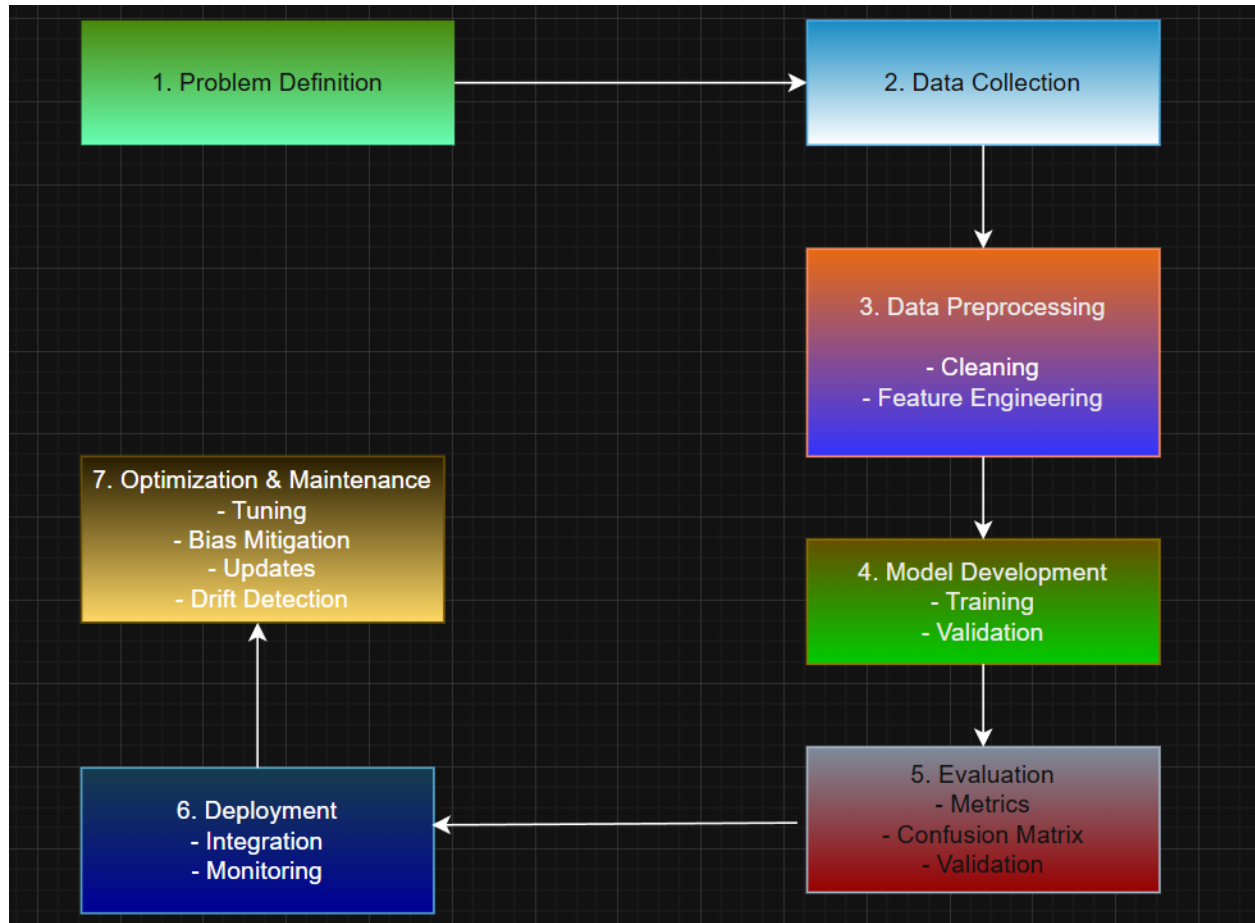 1. Problem Definition
2. Data Collection
3. Data Preprocessing
- Cleaning
- Feature Engineering
4. Model Development
- Training
- Validation
5. Evaluation
- Metrics
- Confusion Matrix
- Validation
6. Deployment
- Integration
- Monitoring
7. Optimization & Maintenance
- Tuning
- Bias Mitigation
- Updates
- Drift Detection